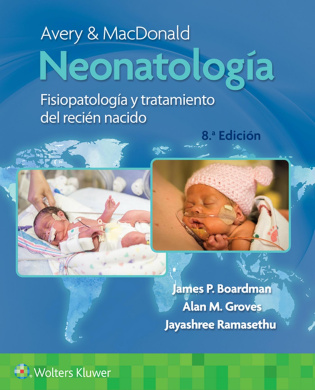 Avery & MacDonald
Neonatología
Fisiopatología y tratamiento
del recién nacido
8.ª Edición
James P. Boardman
Alan M. Groves
Jayashree Ramasethu
Wolters Kluwer